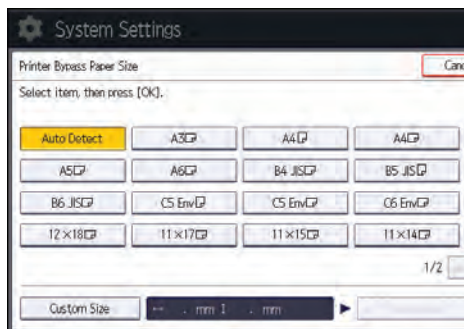 System Settings
Printer Bypass Paper Size
Canc
Select item, then press [OK].
Auto Detect A3 A4 A4
A5 A6 B4 JIS B5 JIS
B6 JIS C5 Env C5 Env C6 Env
12×18 11×17 11×15 11×14
1/2
Custom Size -- . mm I . mm